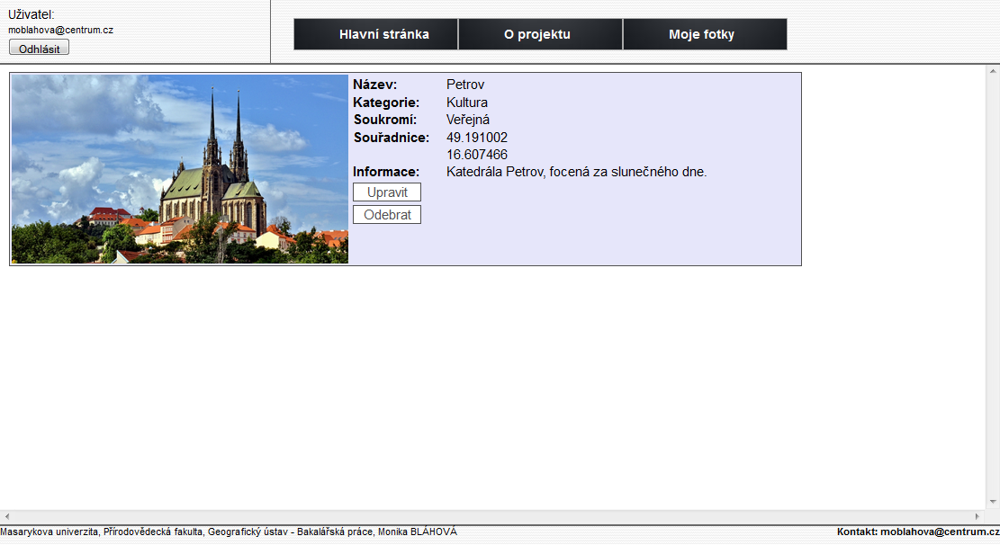 Uživatel:
moblahova@centrum.cz
Odhlásit
Hlavní stránka
O projektu
Moje fotky
Název: Petrov
Kategorie: Kultura
Soukromí: Veřejná
Souřadnice: 49.191002
16.607466
Informace: Katedrála Petrov, focená za slunečného dne.
Upravit
Odebrat
Masarykova univerzita, Přírodovědecká fakulta, Geografický ústav - Bakalářská práce, Monika BLÁHOVÁ
Kontakt: moblahova@centrum.cz